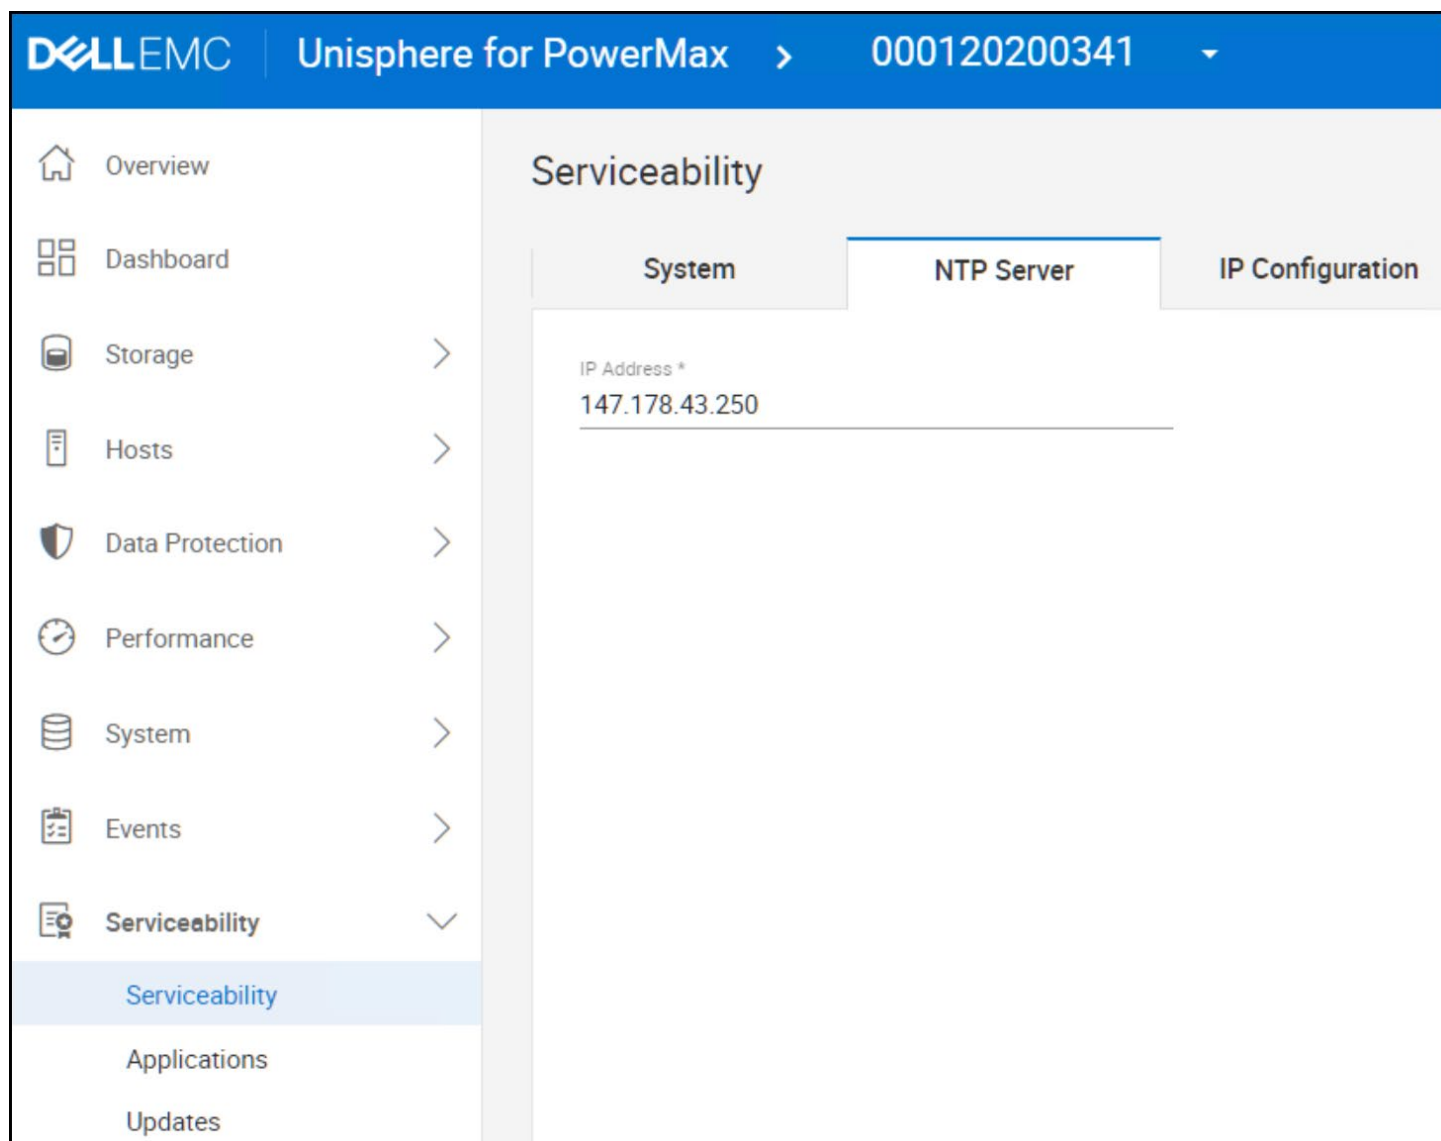 DELLEMC Unisphere for PowerMax > 000120200341
Overview
Dashboard
Storage
Hosts
Data Protection
Performance
System
Events
Serviceability
Serviceability
Applications
Updates
Serviceability
System NTP Server IP Configuration
IP Address *
147.178.43.250